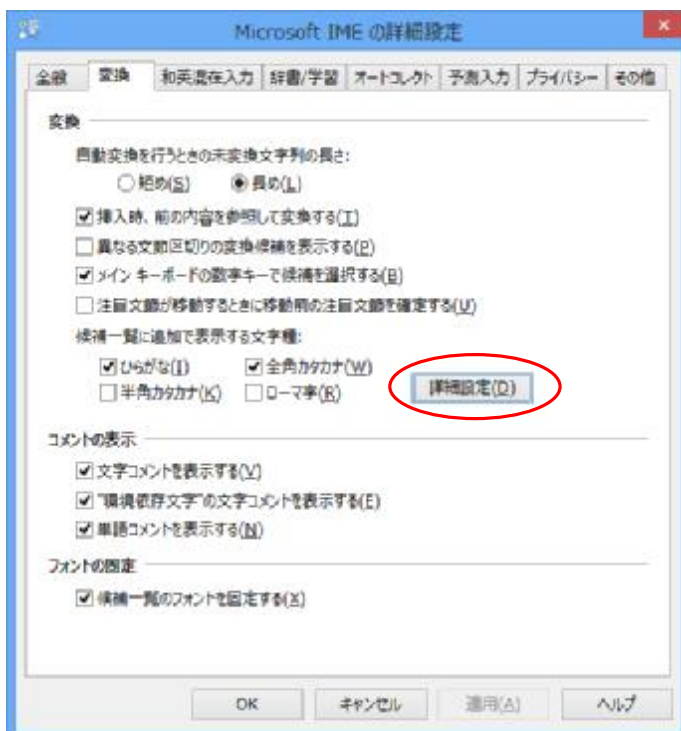 Microsoft IME の詳細設定
全般 変換 和英混在入力 辞書/学習 オートコレクト 予測入力 プライバシー その他
変換
自動変換を行うときの未変換文字列の長さ:
短め(S) 長め(L)
挿入時、前の内容を参照して変換する(T)
異なる文節区切りの変換候補を表示する(P)
メイン キーボードの数字キーで候補を選択する(B)
注目文節が移動するときに移動前の注目文節を確定する(U)
候補一覧に追加で表示する文字種:
ひらがな(I) 全角カタカナ(W)
半角カタカナ(K) ローマ字(R) 詳細設定(D)
コメントの表示
文字コメントを表示する(V)
"環境依存文字"の文字コメントを表示する(E)
単語コメントを表示する(N)
フォントの固定
候補一覧のフォントを固定する(X)
OK キャンセル 適用(A) ヘルプ